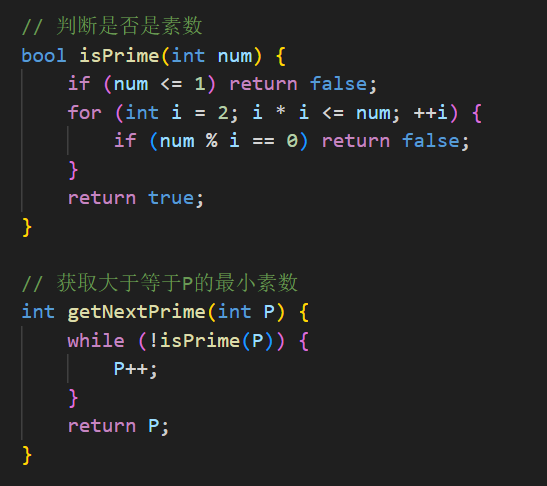 // 判断是否是素数
bool isPrime(int num) {
    if (num <= 1) return false;
    for (int i = 2; i * i <= num; ++i) {
        if (num % i == 0) return false;
    }
    return true;
}
// 获取大于等于P的最小素数
int getNextPrime(int P) {
    while (!isPrime(P)) {
        P++;
    }
    return P;
}